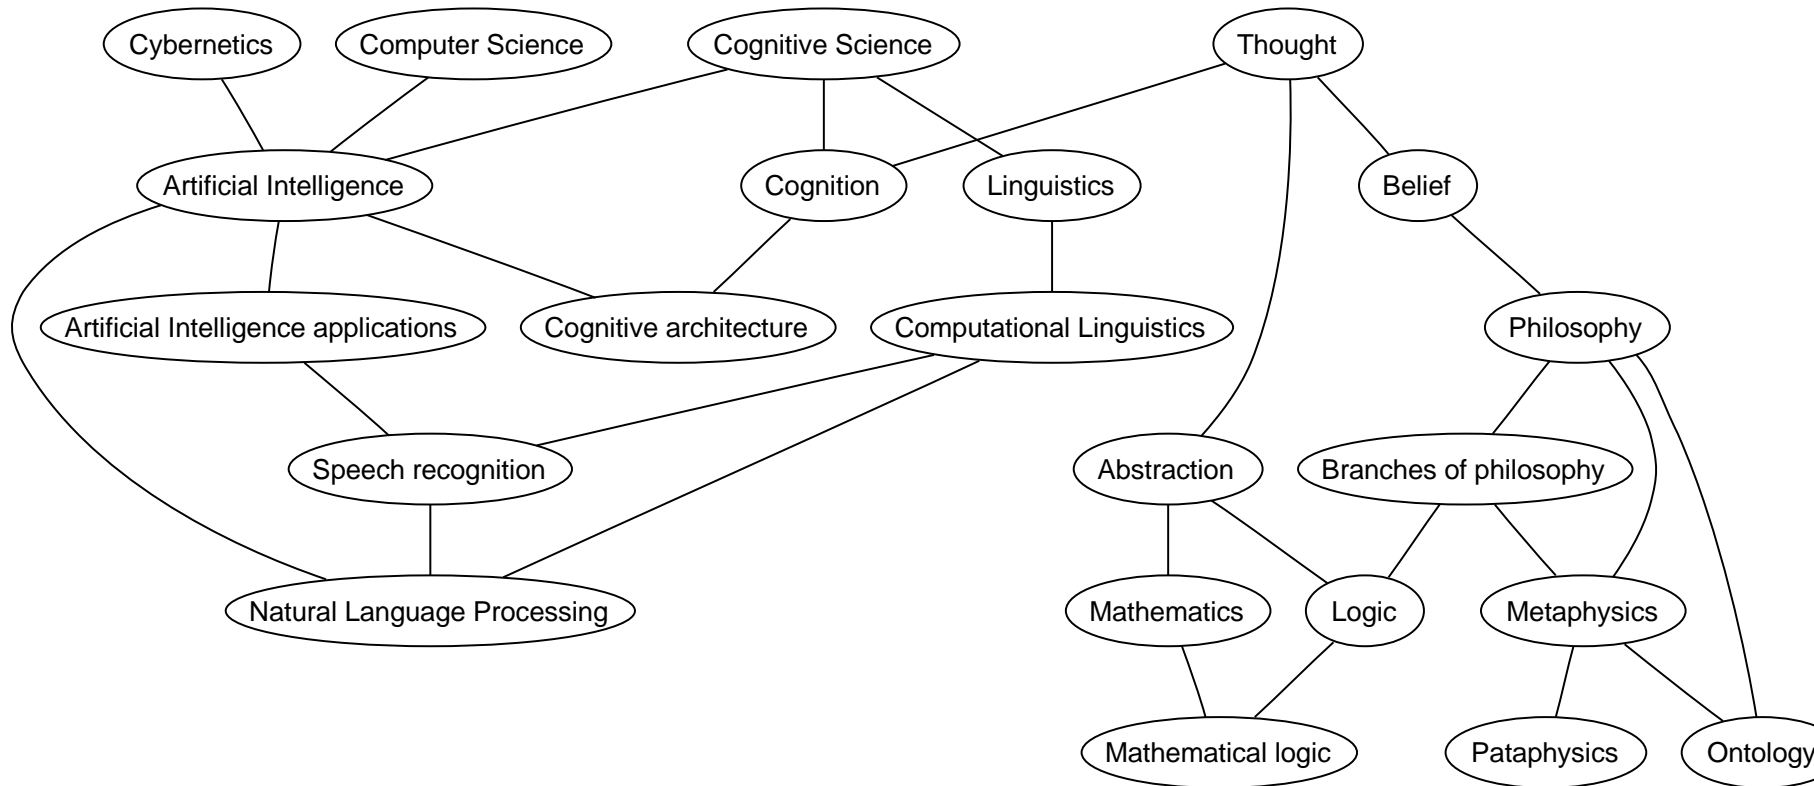 Cybernetics
Computer Science
Cognitive Science
Thought
Artificial Intelligence
Cognition
Linguistics
Belief
Artificial Intelligence applications
Cognitive architecture
Computational Linguistics
Philosophy
Speech recognition
Abstraction
Branches of philosophy
Natural Language Processing
Mathematics
Logic
Metaphysics
Mathematical logic
Pataphysics
Ontology